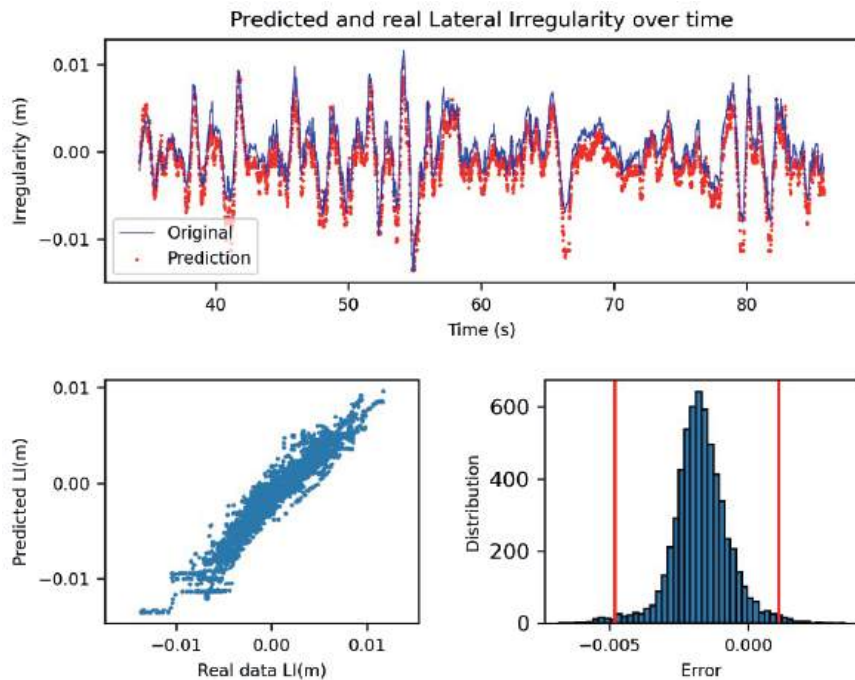 Predicted and real Lateral Irregularity over time
Irregularity (m)
0.01
0.00
−0.01
Original
Prediction
40
50
60
70
80
Time (s)
Predicted LI(m)
0.01
0.00
−0.01
−0.01
0.00
0.01
Real data LI(m)
Distribution
600
400
200
0
−0.005
0.000
Error